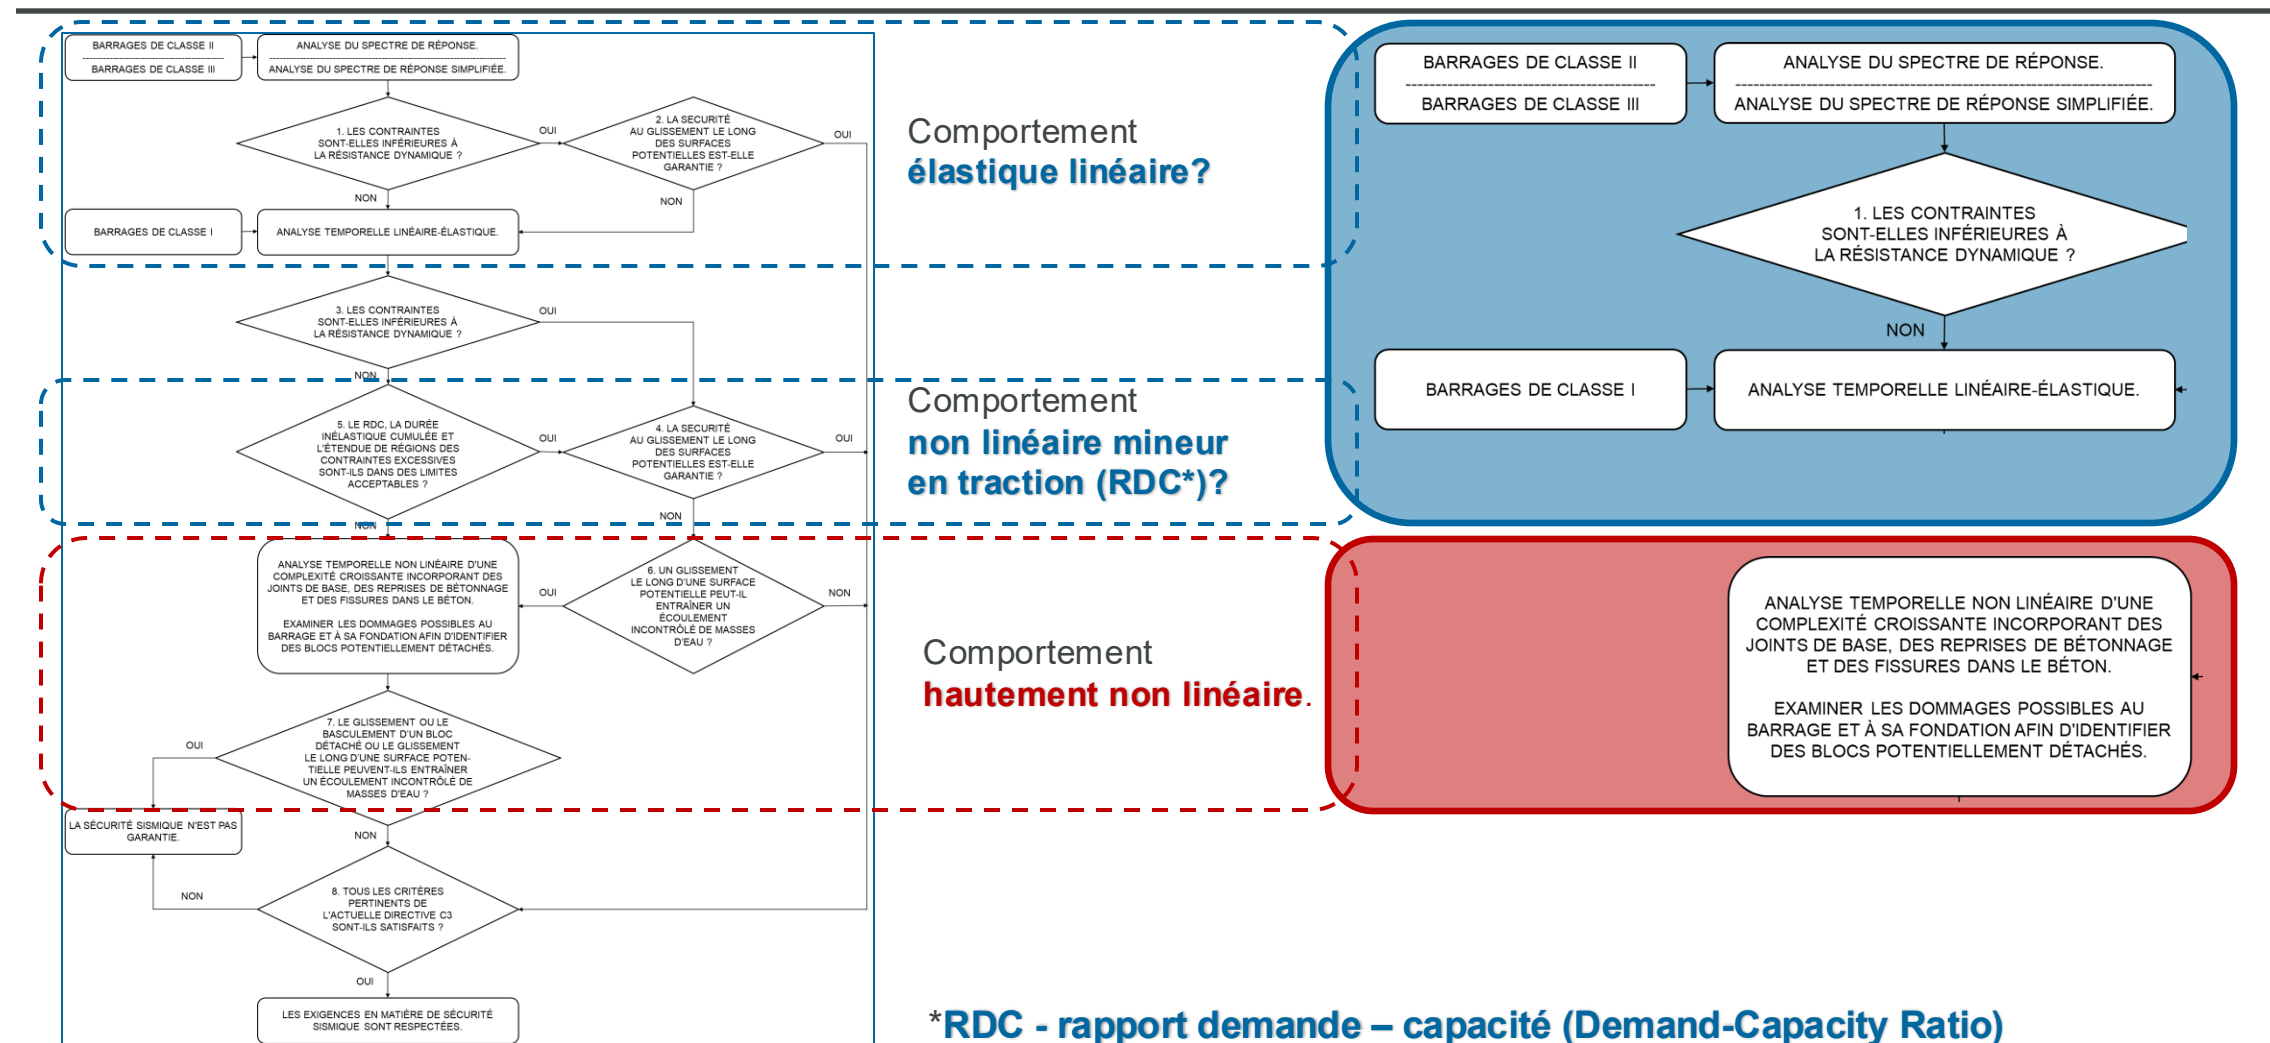 BARRAGES DE CLASSE II
BARRAGES DE CLASSE III
ANALYSE DU SPECTRE DE RÉPONSE.
ANALYSE DU SPECTRE DE RÉPONSE SIMPLIFIÉE.
1. LES CONTRAINTES
SONT-ELLES INFÉRIEURES À
LA RÉSISTANCE DYNAMIQUE ?
OUI
2. LA SECURITÉ
AU GLISSEMENT LE LONG
DES SURFACES
POTENTIELLES EST-ELLE
GARANTIE ?
OUI
NON
NON
BARRAGES DE CLASSE I
ANALYSE TEMPORELLE LINÉAIRE-ÉLASTIQUE.
3. LES CONTRAINTES
SONT-ELLES INFÉRIEURES À
LA RÉSISTANCE DYNAMIQUE ?
OUI
NON
5. LE RDC, LA DURÉE
INÉLASTIQUE CUMULÉE ET
L'ÉTENDUE DE RÉGIONS DES
CONTRAINTES EXCESSIVES
SONT-ILS DANS DES LIMITES
ACCEPTABLES ?
OUI
4. LA SECURITÉ
AU GLISSEMENT LE LONG
DES SURFACES
POTENTIELLES EST-ELLE
GARANTIE ?
OUI
NON
NON
ANALYSE TEMPORELLE NON LINÉAIRE D'UNE
COMPLEXITÉ CROISSANTE INCORPORANT DES
JOINTS DE BASE, DES REPRISES DE BÉTONNAGE
ET DES FISSURES DANS LE BÉTON.
EXAMINER LES DOMMAGES POSSIBLES AU
BARRAGE ET À SA FONDATION AFIN D'IDENTIFIER
DES BLOCS POTENTIELLEMENT DÉTACHÉS.
OUI
6. UN GLISSEMENT
LE LONG D'UNE SURFACE
POTENTIELLE PEUT-IL
ENTRAÎNER UN
ÉCOULEMENT
INCONTRÔLÉ DE MASSES
D'EAU ?
NON
7. LE GLISSEMENT OU LE
BASCULEMENT D'UN BLOC
DÉTACHÉ OU LE GLISSEMENT
LE LONG D'UNE SURFACE POTEN-
TIELLE PEUVENT-ILS ENTRAÎNER
UN ÉCOULEMENT INCONTRÔLÉ DE
MASSES D'EAU ?
OUI
NON
LA SÉCURITÉ SISMIQUE N'EST PAS
GARANTIE.
8. TOUS LES CRITÈRES
PERTINENTS DE
L'ACTUELLE DIRECTIVE C3
SONT-ILS SATISFAITS ?
NON
OUI
LES EXIGENCES EN MATIÈRE DE SÉCURITÉ
SISMIQUE SONT RESPECTÉES.
Comportement
élastique linéaire?
Comportement
non linéaire mineur
en traction (RDC*)?
Comportement
hautement non linéaire.
BARRAGES DE CLASSE II
BARRAGES DE CLASSE III
ANALYSE DU SPECTRE DE RÉPONSE.
ANALYSE DU SPECTRE DE RÉPONSE SIMPLIFIÉE.
1. LES CONTRAINTES
SONT-ELLES INFÉRIEURES À
LA RÉSISTANCE DYNAMIQUE ?
NON
BARRAGES DE CLASSE I
ANALYSE TEMPORELLE LINÉAIRE-ÉLASTIQUE.
ANALYSE TEMPORELLE NON LINÉAIRE D'UNE
COMPLEXITÉ CROISSANTE INCORPORANT DES
JOINTS DE BASE, DES REPRISES DE BÉTONNAGE
ET DES FISSURES DANS LE BÉTON.
EXAMINER LES DOMMAGES POSSIBLES AU
BARRAGE ET À SA FONDATION AFIN D'IDENTIFIER
DES BLOCS POTENTIELLEMENT DÉTACHÉS.
*RDC - rapport demande – capacité (Demand-Capacity Ratio)